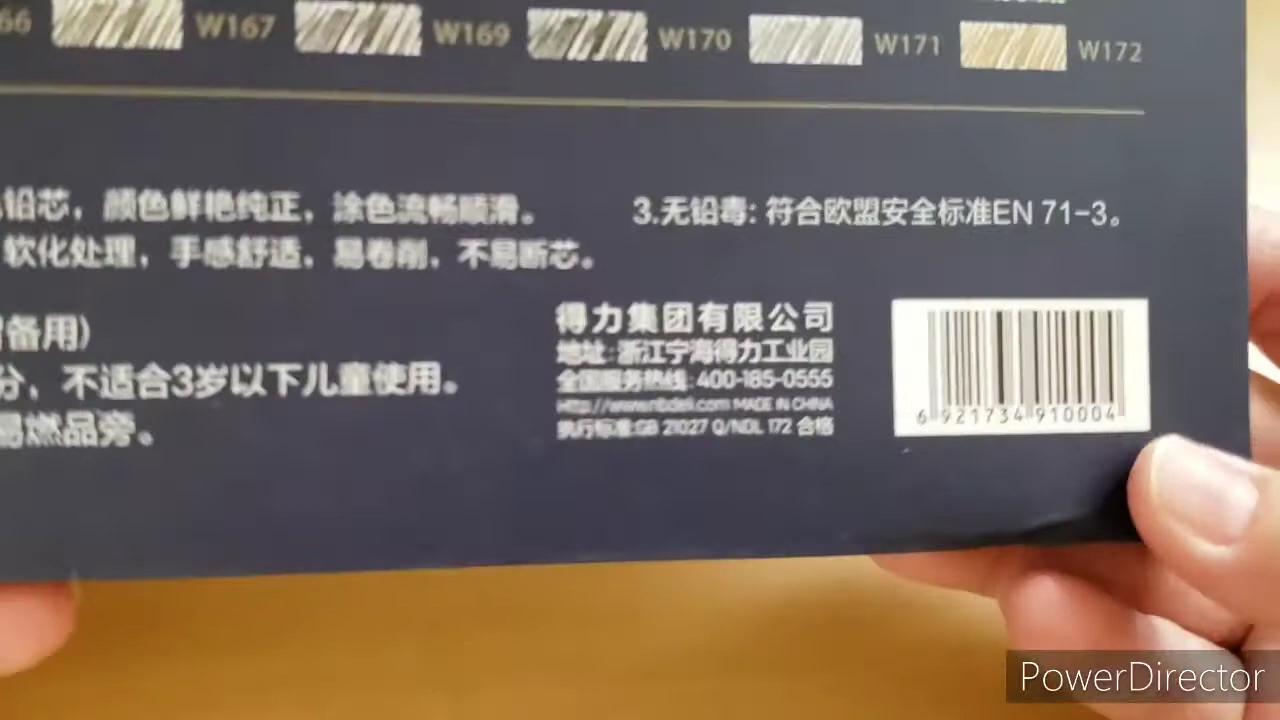 66 W167 W169 W170 W171 W172
铅芯，颜色鲜艳纯正，涂色流畅顺滑。
软化处理，手感舒适，易卷削，不易断芯。
3.无铅毒: 符合欧盟安全标准EN 71-3。
备用)
分，不适合3岁以下儿童使用。
易燃品旁。
得力集团有限公司
地址:浙江宁海得力工业园
全国服务热线:400-185-0555
Http://www.nbdeli.com MADE IN CHINA
执行标准:GB 21027 Q/NDL 172 合格
6 921734 910004
PowerDirector